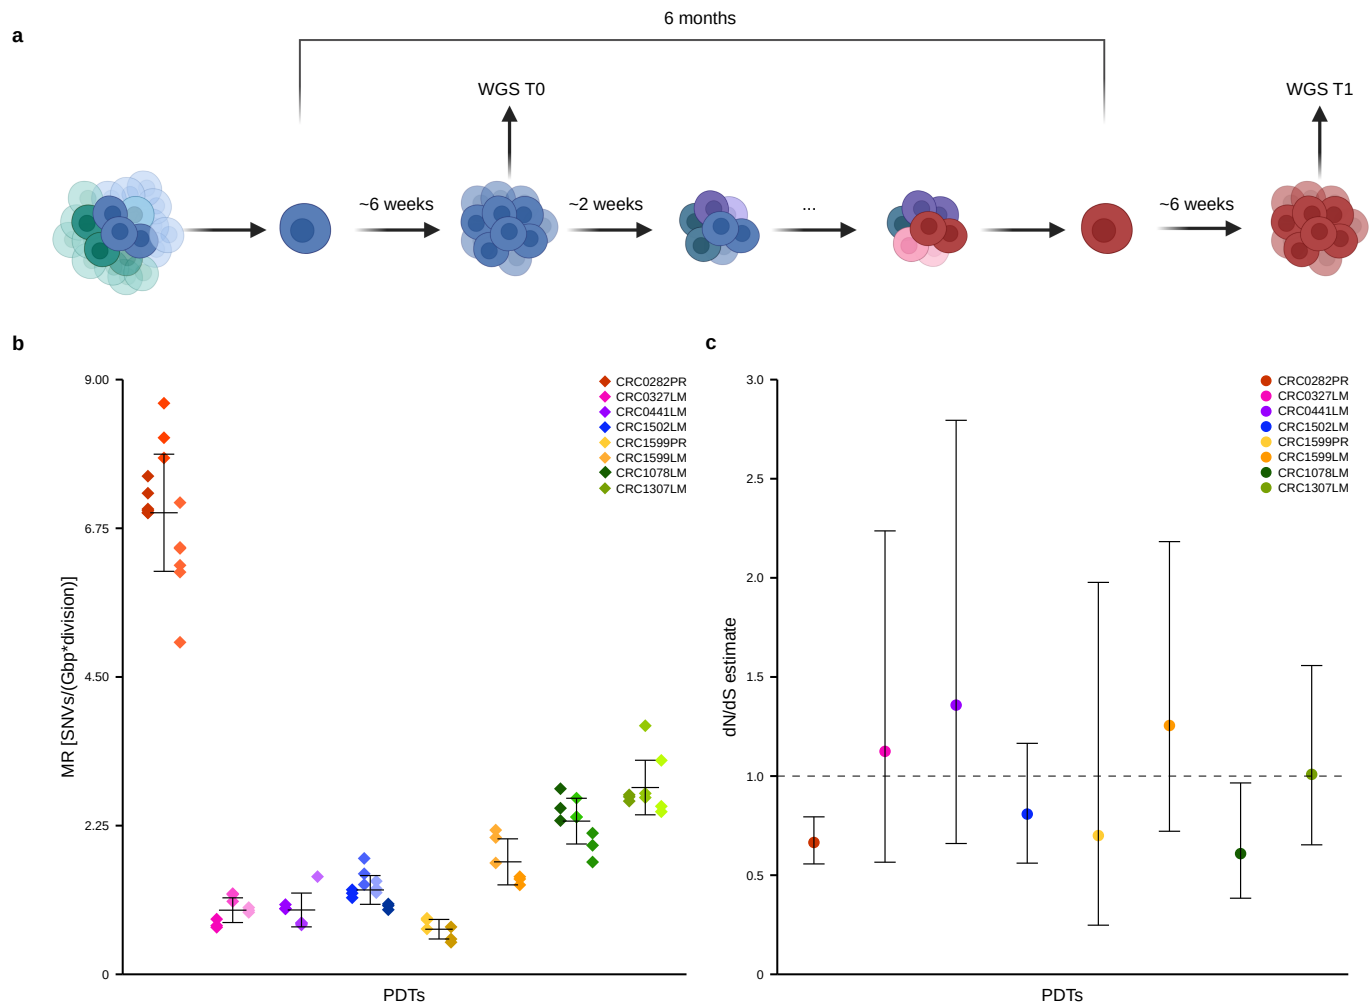 a
6 months
WGS T0
WGS T1
~6 weeks
~2 weeks
...
~6 weeks
b
9.00
6.75
4.50
2.25
0
MR [SNVs/(Gbp*division)]
PDTs
CRC0282PR
CRC0327LM
CRC0441LM
CRC1502LM
CRC1599PR
CRC1599LM
CRC1078LM
CRC1307LM
c
3.0
2.5
2.0
1.5
1.0
0.5
0
dN/dS estimate
PDTs
CRC0282PR
CRC0327LM
CRC0441LM
CRC1502LM
CRC1599PR
CRC1599LM
CRC1078LM
CRC1307LM